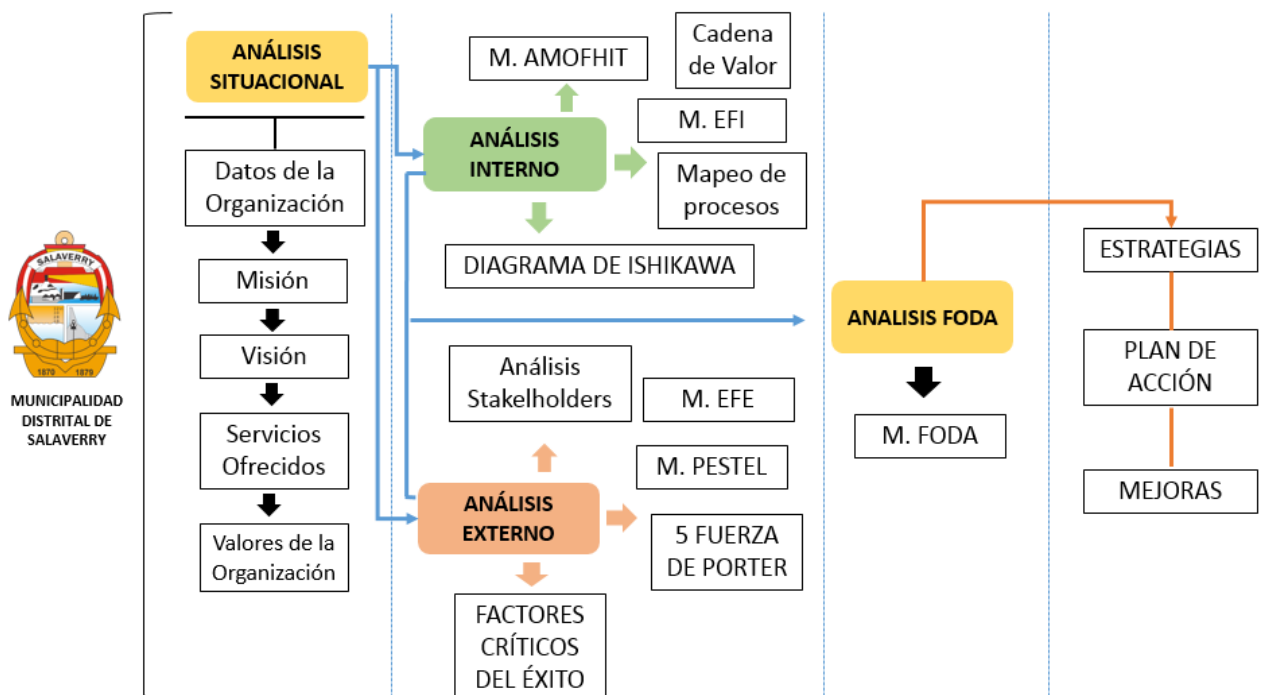 SALAVERRY
1870 1879
MUNICIPALIDAD
DISTRITAL DE
SALAVERRY
ANÁLISIS
SITUACIONAL
Datos de la
Organización
Misión
Visión
Servicios
Ofrecidos
Valores de la
Organización
M. AMOFHIT
Cadena
de Valor
ANÁLISIS
INTERNO
M. EFI
Mapeo de
procesos
DIAGRAMA DE ISHIKAWA
Análisis
Stakelholders
M. EFE
M. PESTEL
ANÁLISIS
EXTERNO
5 FUERZA
DE PORTER
FACTORES
CRÍTICOS
DEL ÉXITO
ANALISIS FODA
M. FODA
ESTRATEGIAS
PLAN DE
ACCIÓN
MEJORAS